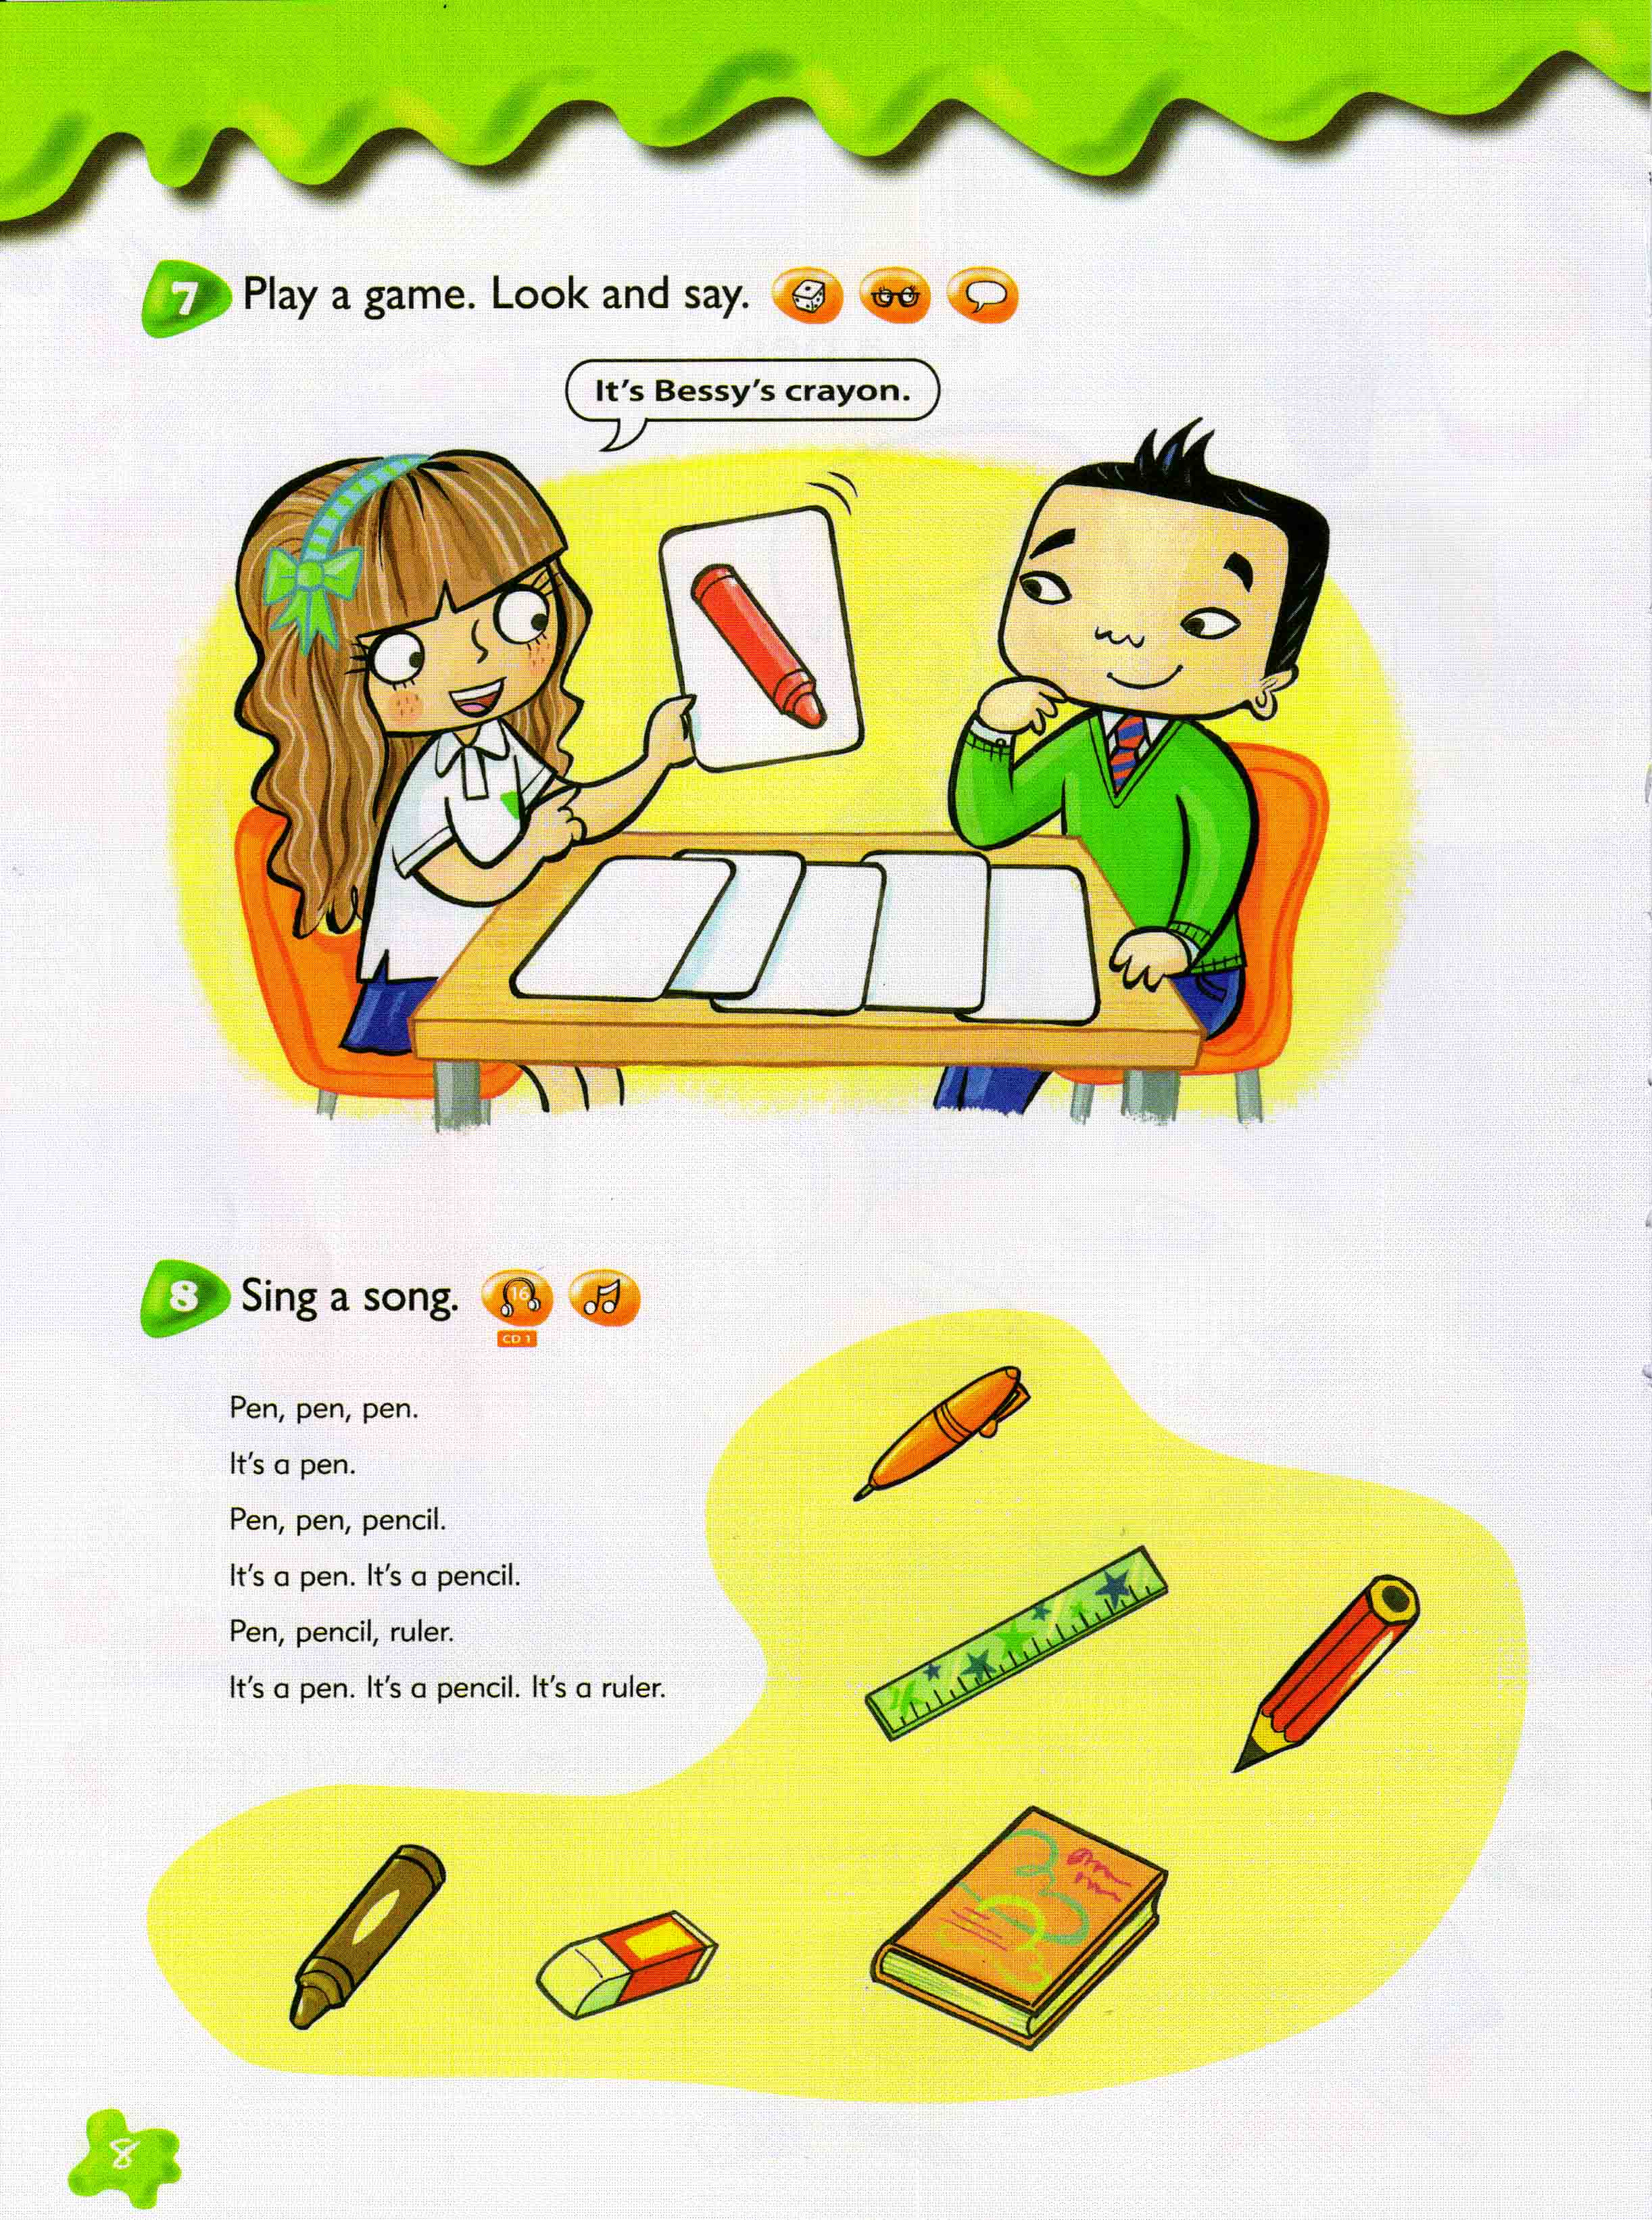 7 Play a game. Look and say.
It's Bessy's crayon.
8 Sing a song.
16
CD 1
Pen, pen, pen.
It's a pen.
Pen, pen, pencil.
It's a pen. It's a pencil.
Pen, pencil, ruler.
It's a pen. It's a pencil. It's a ruler.
8